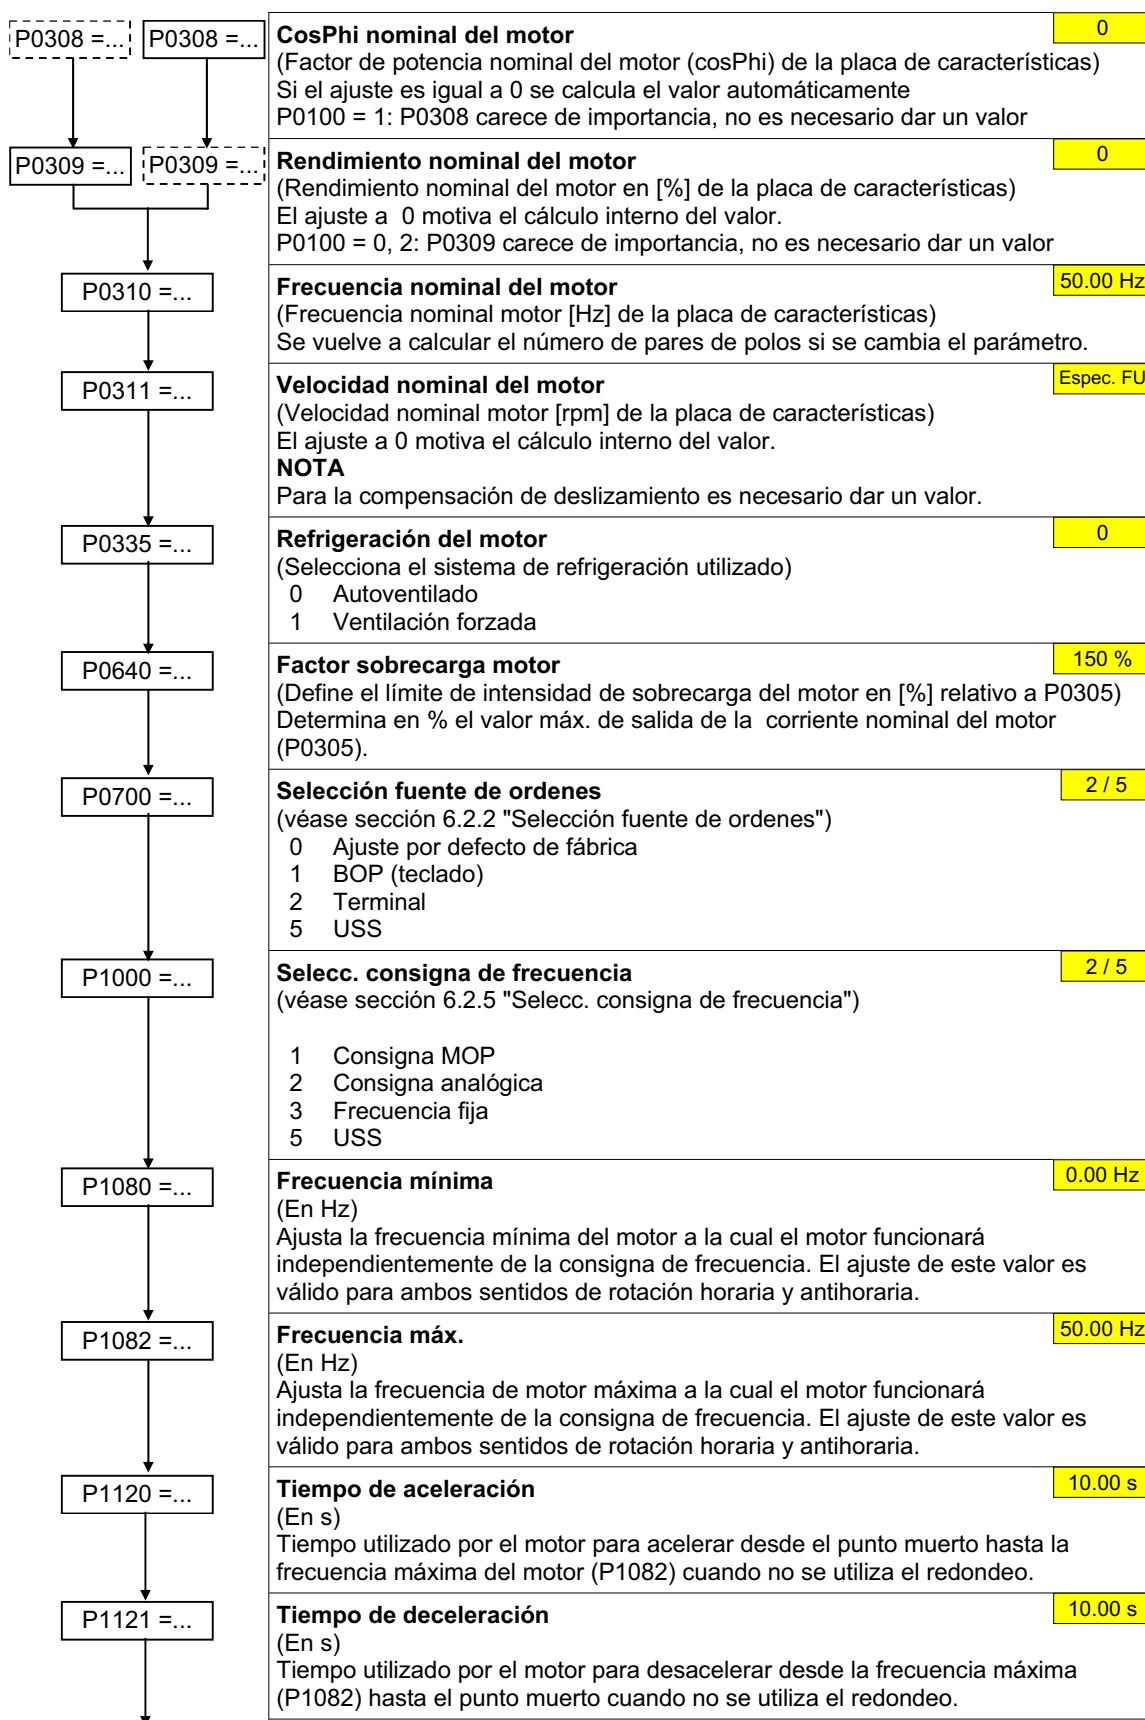 P0308 =... P0308 =...
CosPhi nominal del motor 0
(Factor de potencia nominal del motor (cosPhi) de la placa de características)
Si el ajuste es igual a 0 se calcula el valor automáticamente
P0100 = 1: P0308 carece de importancia, no es necesario dar un valor
P0309 =... P0309 =...
Rendimiento nominal del motor 0
(Rendimiento nominal del motor en [%] de la placa de características)
El ajuste a 0 motiva el cálculo interno del valor.
P0100 = 0, 2: P0309 carece de importancia, no es necesario dar un valor
P0310 =...
Frecuencia nominal del motor 50.00 Hz
(Frecuencia nominal motor [Hz] de la placa de características)
Se vuelve a calcular el número de pares de polos si se cambia el parámetro.
P0311 =...
Velocidad nominal del motor Espec. FU
(Velocidad nominal motor [rpm] de la placa de características)
El ajuste a 0 motiva el cálculo interno del valor.
NOTA
Para la compensación de deslizamiento es necesario dar un valor.
P0335 =...
Refrigeración del motor 0
(Selecciona el sistema de refrigeración utilizado)
0 Autoventilado
1 Ventilación forzada
P0640 =...
Factor sobrecarga motor 150 %
(Define el límite de intensidad de sobrecarga del motor en [%] relativo a P0305)
Determina en % el valor máx. de salida de la corriente nominal del motor
(P0305).
P0700 =...
Selección fuente de ordenes 2 / 5
(véase sección 6.2.2 "Selección fuente de ordenes")
0 Ajuste por defecto de fábrica
1 BOP (teclado)
2 Terminal
5 USS
P1000 =...
Selecc. consigna de frecuencia 2 / 5
(véase sección 6.2.5 "Selecc. consigna de frecuencia")
1 Consigna MOP
2 Consigna analógica
3 Frecuencia fija
5 USS
P1080 =...
Frecuencia mínima 0.00 Hz
(En Hz)
Ajusta la frecuencia mínima del motor a la cual el motor funcionará
independientemente de la consigna de frecuencia. El ajuste de este valor es
válido para ambos sentidos de rotación horaria y antihoraria.
P1082 =...
Frecuencia máx. 50.00 Hz
(En Hz)
Ajusta la frecuencia de motor máxima a la cual el motor funcionará
independientemente de la consigna de frecuencia. El ajuste de este valor es
válido para ambos sentidos de rotación horaria y antihoraria.
P1120 =...
Tiempo de aceleración 10.00 s
(En s)
Tiempo utilizado por el motor para acelerar desde el punto muerto hasta la
frecuencia máxima del motor (P1082) cuando no se utiliza el redondeo.
P1121 =...
Tiempo de deceleración 10.00 s
(En s)
Tiempo utilizado por el motor para desacelerar desde la frecuencia máxima
(P1082) hasta el punto muerto cuando no se utiliza el redondeo.